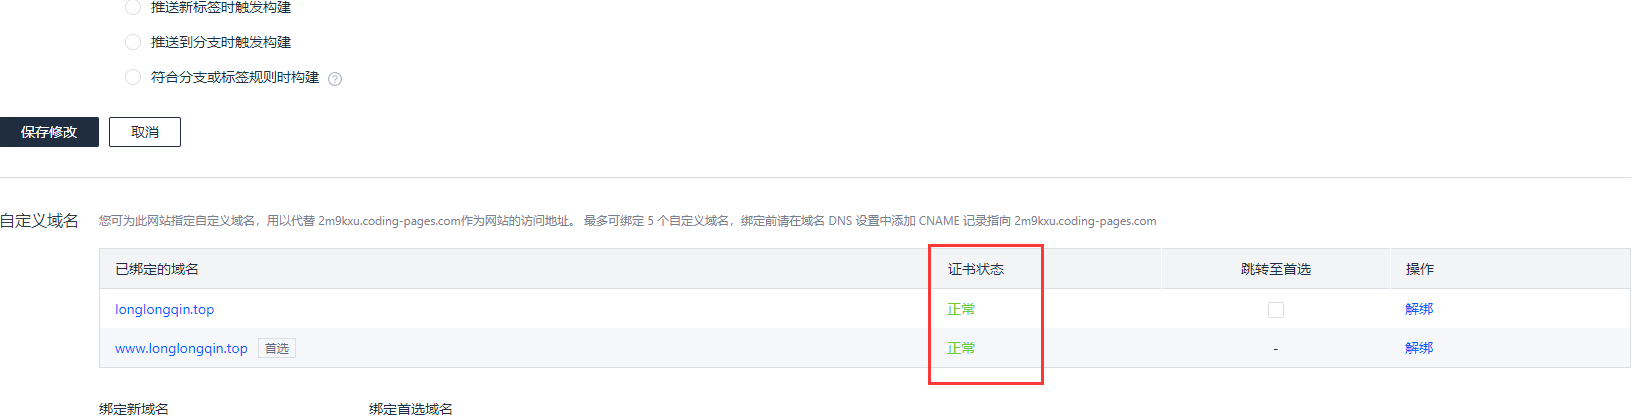 推送新标签时触发构建
推送到分支时触发构建
符合分支或标签规则时构建 ?
保存修改 取消
自定义域名 您可为此网站指定自定义域名，用以代替 2m9kxu.coding-pages.com作为网站的访问地址。 最多可绑定 5 个自定义域名，绑定前请在域名 DNS 设置中添加 CNAME 记录指向 2m9kxu.coding-pages.com
已绑定的域名 证书状态 跳转至首选 操作
longlongqin.top 正常 解绑
www.longlongqin.top 首选 正常 - 解绑
绑定新域名 绑定首选域名